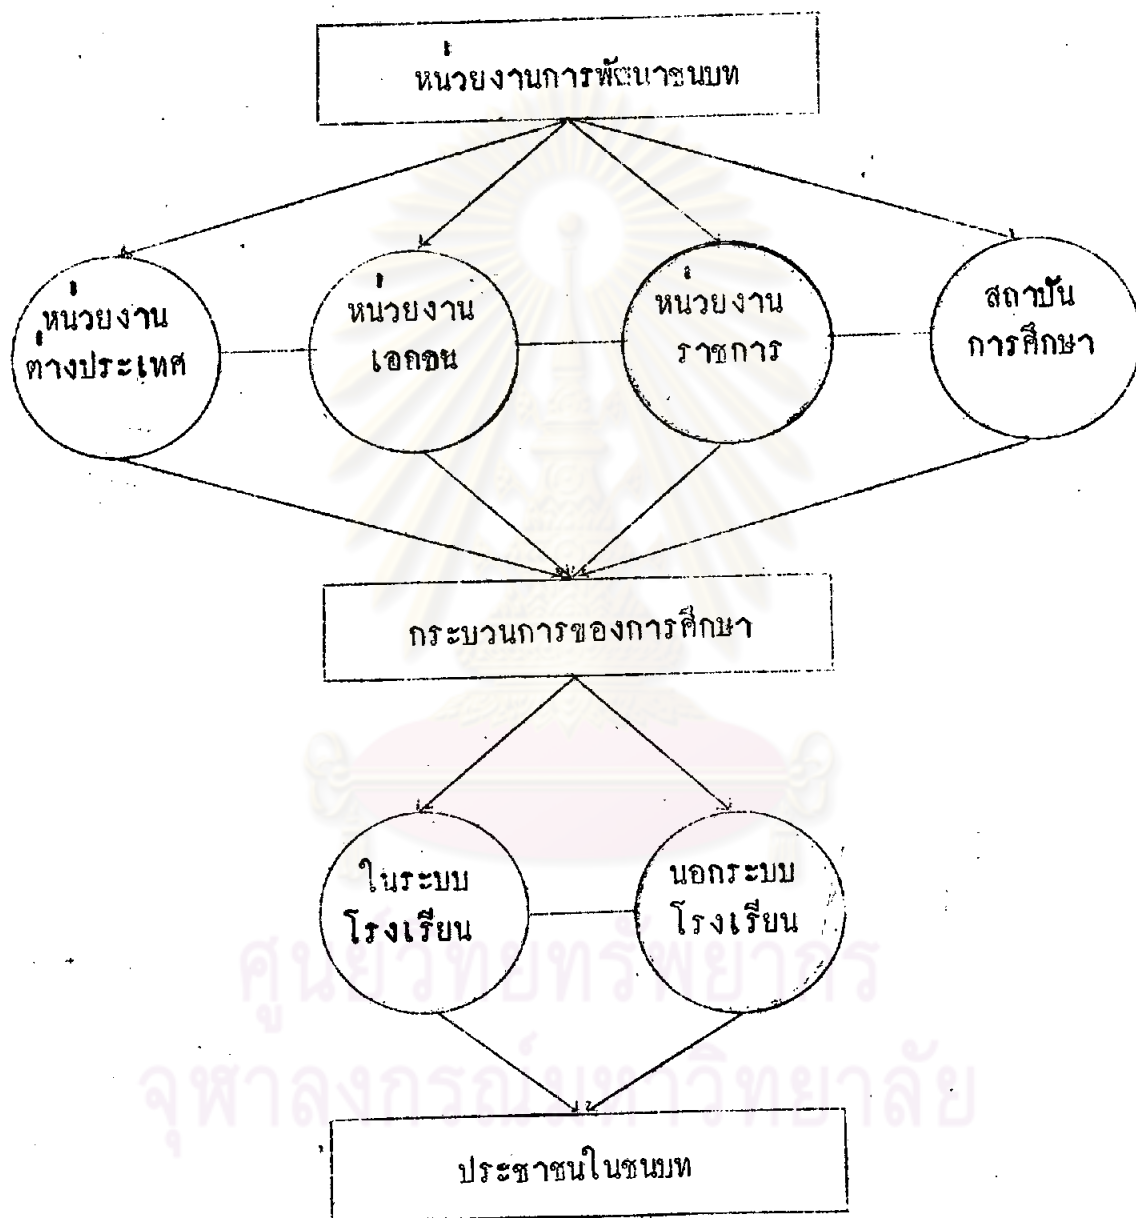 หน่วยงานการพัฒนาชนบท
หน่วยงาน
ต่างประเทศ
หน่วยงาน
เอกชน
หน่วยงาน
ราชการ
สถาบัน
การศึกษา
กระบวนการของการศึกษา
ในระบบ
โรงเรียน
นอกระบบ
โรงเรียน
ศูนย์วิทยทรัพยากร
จุฬาลงกรณ์มหาวิทยาลัย
ประชาชนในชนบท